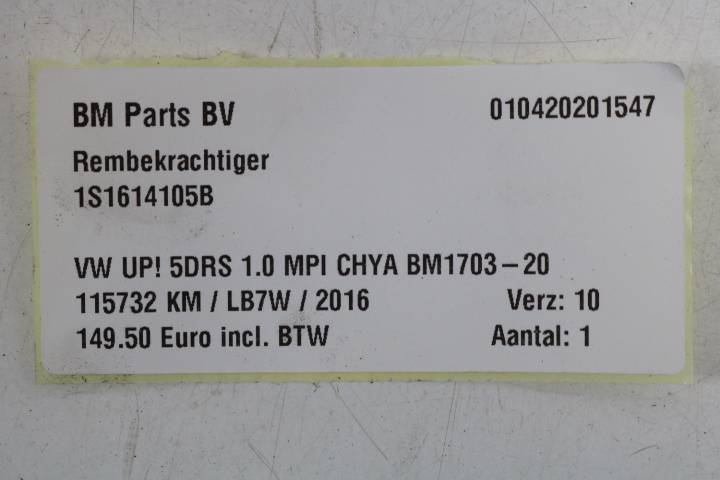 BM Parts BV 010420201547
Rembekrachtiger
1S1614105B
VW UP! 5DRS 1.0 MPI CHYA BM1703-20
115732 KM / LB7W / 2016 Verz: 10
149.50 Euro incl. BTW Aantal: 1